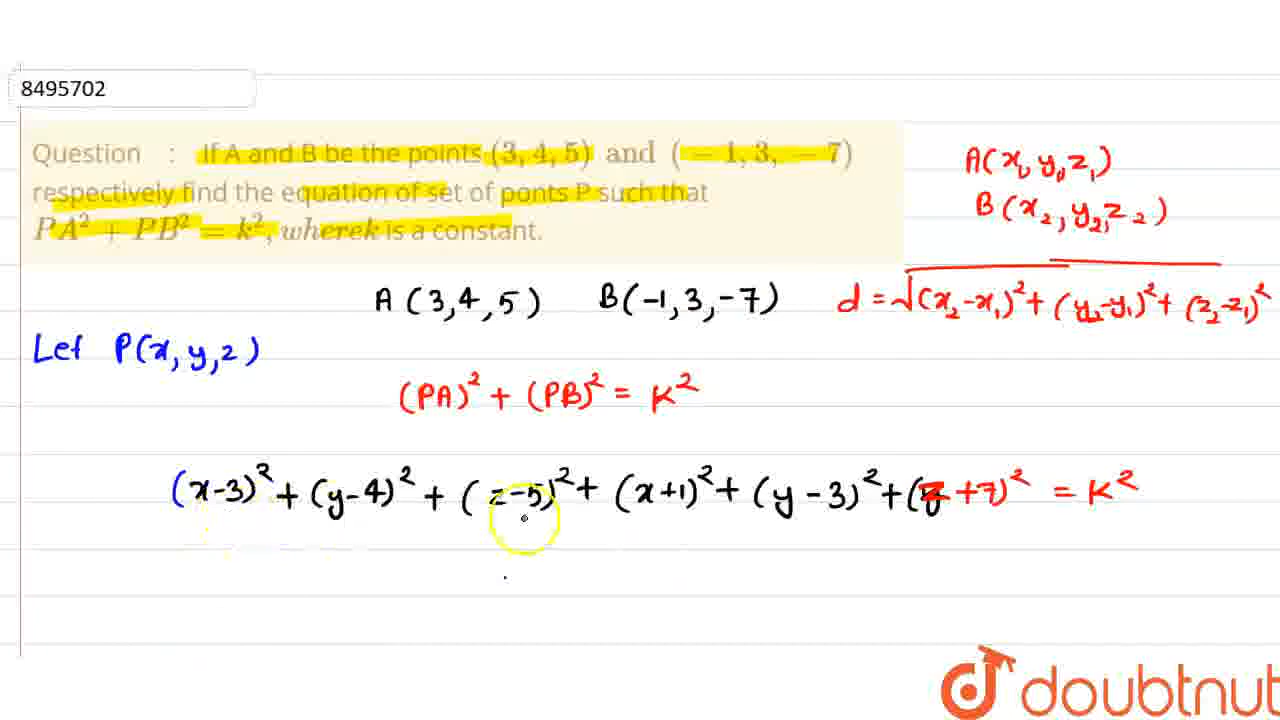 8495702
Question : If A and B be the points (3, 4, 5) and (-1, 3, -7)
respectively find the equation of set of ponts P such that
PA² + PB² = k², wherek is a constant.
A(x₁, y₁, z₁)
B(x₂, y₂, z₂)
A(3, 4, 5) B(-1, 3, -7) d = √(x₂-x₁)² + (y₂-y₁)² + (z₂-z₁)²
Let P(x, y, z)
(PA)² + (PB)² = K²
(x-3)² + (y-4)² + (z-5)² + (x+1)² + (y-3)² + (z+7)² = K²
doubtnut